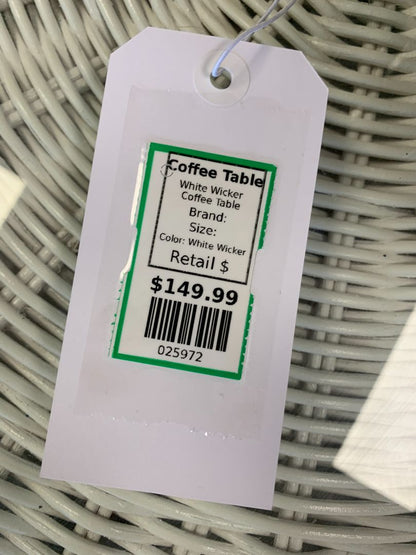 Coffee Table
White Wicker
Coffee Table
Brand:
Size:
Color: White Wicker
Retail $
$149.99
025972